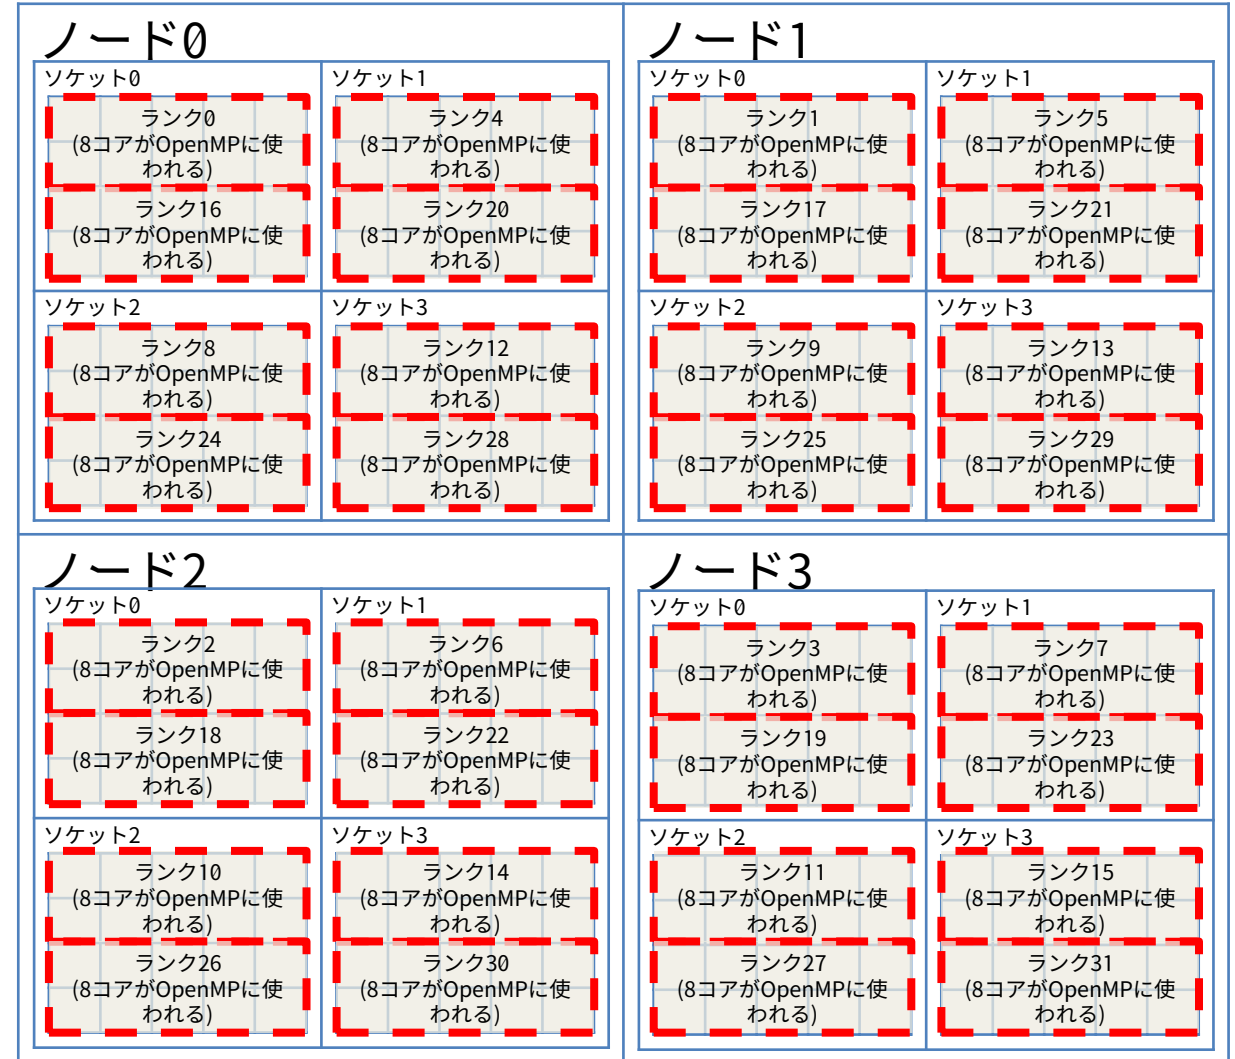 ノード0
ソケット0
ランク0
(8コアがOpenMPに使
われる)
ランク16
(8コアがOpenMPに使
われる)
ソケット1
ランク4
(8コアがOpenMPに使
われる)
ランク20
(8コアがOpenMPに使
われる)
ソケット2
ランク8
(8コアがOpenMPに使
われる)
ランク24
(8コアがOpenMPに使
われる)
ソケット3
ランク12
(8コアがOpenMPに使
われる)
ランク28
(8コアがOpenMPに使
われる)
ノード1
ソケット0
ランク1
(8コアがOpenMPに使
われる)
ランク17
(8コアがOpenMPに使
われる)
ソケット1
ランク5
(8コアがOpenMPに使
われる)
ランク21
(8コアがOpenMPに使
われる)
ソケット2
ランク9
(8コアがOpenMPに使
われる)
ランク25
(8コアがOpenMPに使
われる)
ソケット3
ランク13
(8コアがOpenMPに使
われる)
ランク29
(8コアがOpenMPに使
われる)
ノード2
ソケット0
ランク2
(8コアがOpenMPに使
われる)
ランク18
(8コアがOpenMPに使
われる)
ソケット1
ランク6
(8コアがOpenMPに使
われる)
ランク22
(8コアがOpenMPに使
われる)
ソケット2
ランク10
(8コアがOpenMPに使
われる)
ランク26
(8コアがOpenMPに使
われる)
ソケット3
ランク14
(8コアがOpenMPに使
われる)
ランク30
(8コアがOpenMPに使
われる)
ノード3
ソケット0
ランク3
(8コアがOpenMPに使
われる)
ランク19
(8コアがOpenMPに使
われる)
ソケット1
ランク7
(8コアがOpenMPに使
われる)
ランク23
(8コアがOpenMPに使
われる)
ソケット2
ランク11
(8コアがOpenMPに使
われる)
ランク27
(8コアがOpenMPに使
われる)
ソケット3
ランク15
(8コアがOpenMPに使
われる)
ランク31
(8コアがOpenMPに使
われる)